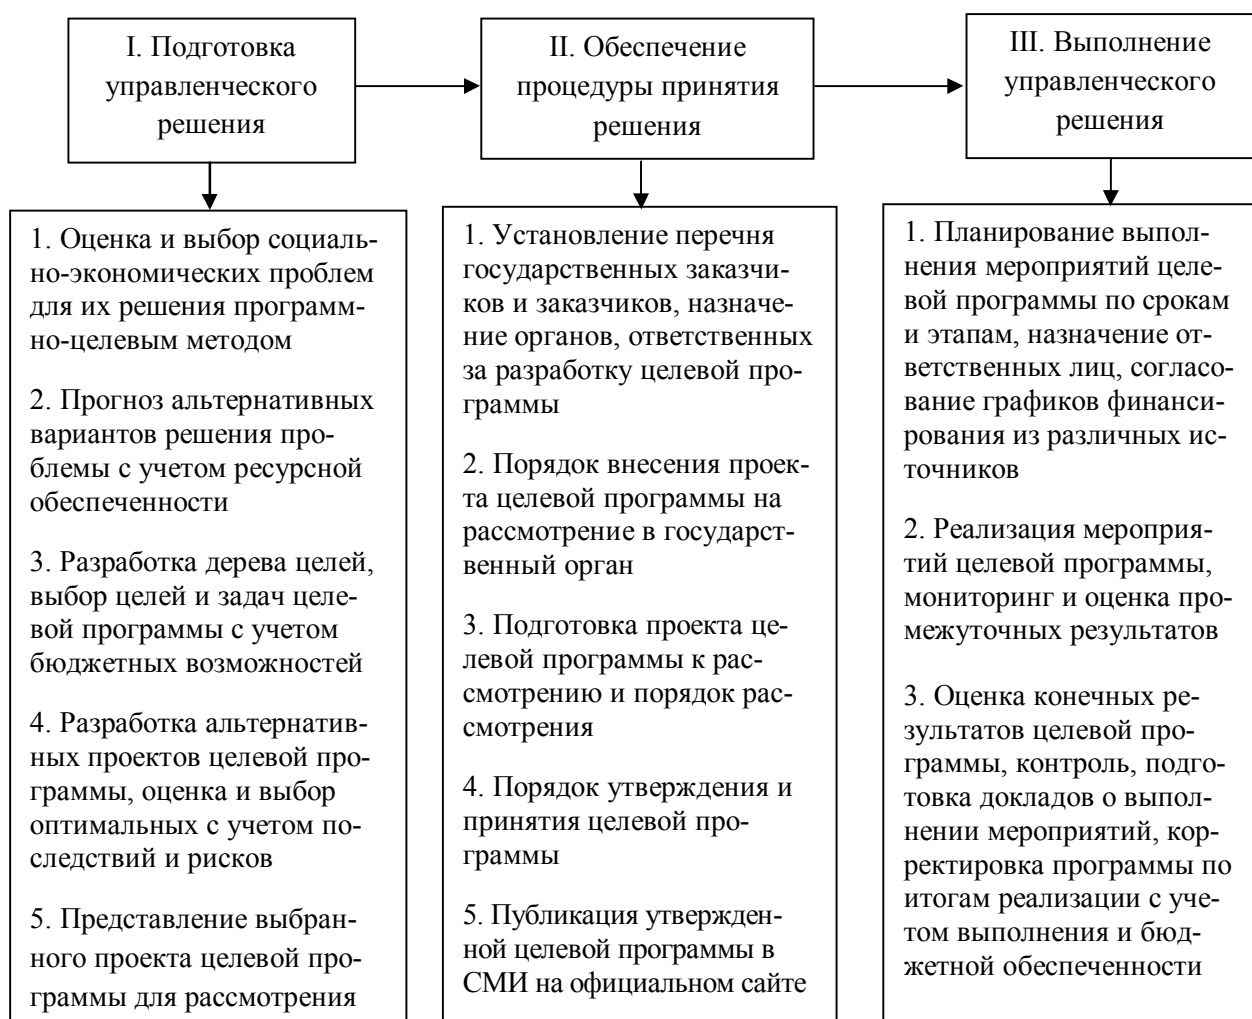 I. Подготовка
управленческого
решения
II. Обеспечение
процедуры принятия
решения
III. Выполнение
управленческого
решения
1. Оценка и выбор социаль-
но-экономических проблем
для их решения программ-
но-целевым методом
2. Прогноз альтернативных
вариантов решения про-
блемы с учетом ресурсной
обеспеченности
3. Разработка дерева целей,
выбор целей и задач целе-
вой программы с учетом
бюджетных возможностей
4. Разработка альтернатив-
ных проектов целевой про-
граммы, оценка и выбор
оптимальных с учетом по-
следствий и рисков
5. Представление выбран-
ного проекта целевой про-
граммы для рассмотрения
1. Установление перечня
государственных заказчи-
ков и заказчиков, назначе-
ние органов, ответственных
за разработку целевой про-
граммы
2. Порядок внесения проек-
та целевой программы на
рассмотрение в государст-
венный орган
3. Подготовка проекта це-
левой программы к рас-
смотрению и порядок рас-
смотрения
4. Порядок утверждения и
принятия целевой про-
граммы
5. Публикация утвержден-
ной целевой программы в
СМИ на официальном сайте
1. Планирование выпол-
нения мероприятий целе-
вой программы по срокам
и этапам, назначение от-
ветственных лиц, согласо-
вание графиков финанси-
рования из различных ис-
точников
2. Реализация мероприя-
тий целевой программы,
мониторинг и оценка про-
межуточных результатов
3. Оценка конечных ре-
зультатов целевой про-
граммы, контроль, подго-
товка докладов о выпол-
нении мероприятий, кор-
ректировка программы по
итогам реализации с уче-
том выполнения и бюд-
жетной обеспеченности